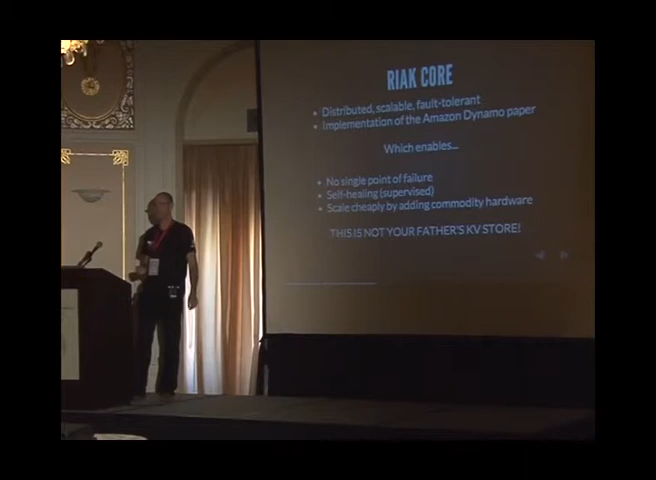 RIAK CORE
Distributed, scalable, fault-tolerant
Implementation of the Amazon Dynamo paper
Which enables...
No single point of failure
Self-healing (supervised)
Scale cheaply by adding commodity hardware
THIS IS NOT YOUR FATHER'S KV STORE!